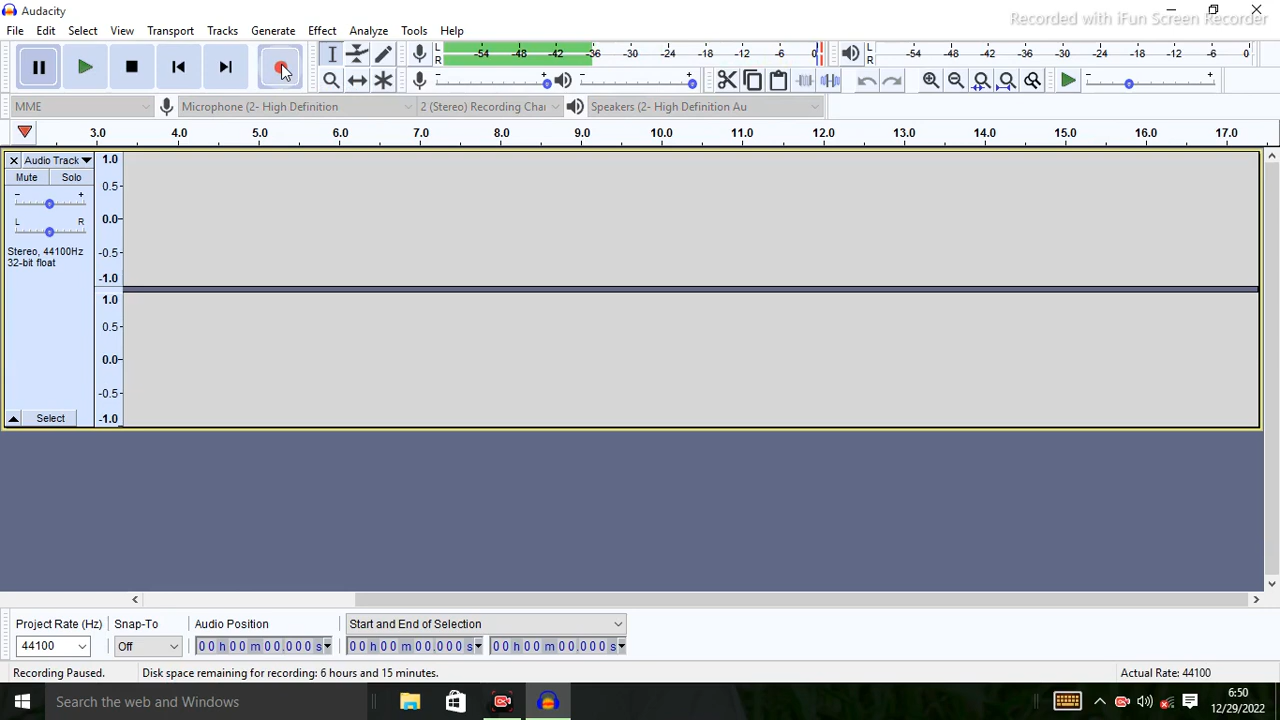 Audacity
Recorded with iFun Screen Recorder
File Edit Select View Transport Tracks Generate Effect Analyze Tools Help
L R -54 -48 -42 -36 -30 -24 -18 -12 -6 0 L R -54 -48 -42 -36 -30 -24 -18 -12 -6 0
- + - + - +
MME Microphone (2- High Definition 2 (Stereo) Recording Char Speakers (2- High Definition Au
3.0 4.0 5.0 6.0 7.0 8.0 9.0 10.0 11.0 12.0 13.0 14.0 15.0 16.0 17.0
Audio Track 1.0
Mute Solo 0.5
- +
L R 0.0
Stereo, 44100Hz -0.5
32-bit float
-1.0
1.0
0.5
0.0
-0.5
Select -1.0
Project Rate (Hz) Snap-To Audio Position Start and End of Selection
44100 Off 00 h 00 m 00.000 s 00 h 00 m 00.000 s 00 h 00 m 00.000 s
Recording Paused. Disk space remaining for recording: 6 hours and 15 minutes. Actual Rate: 44100
Search the web and Windows 6:50
12/29/2022